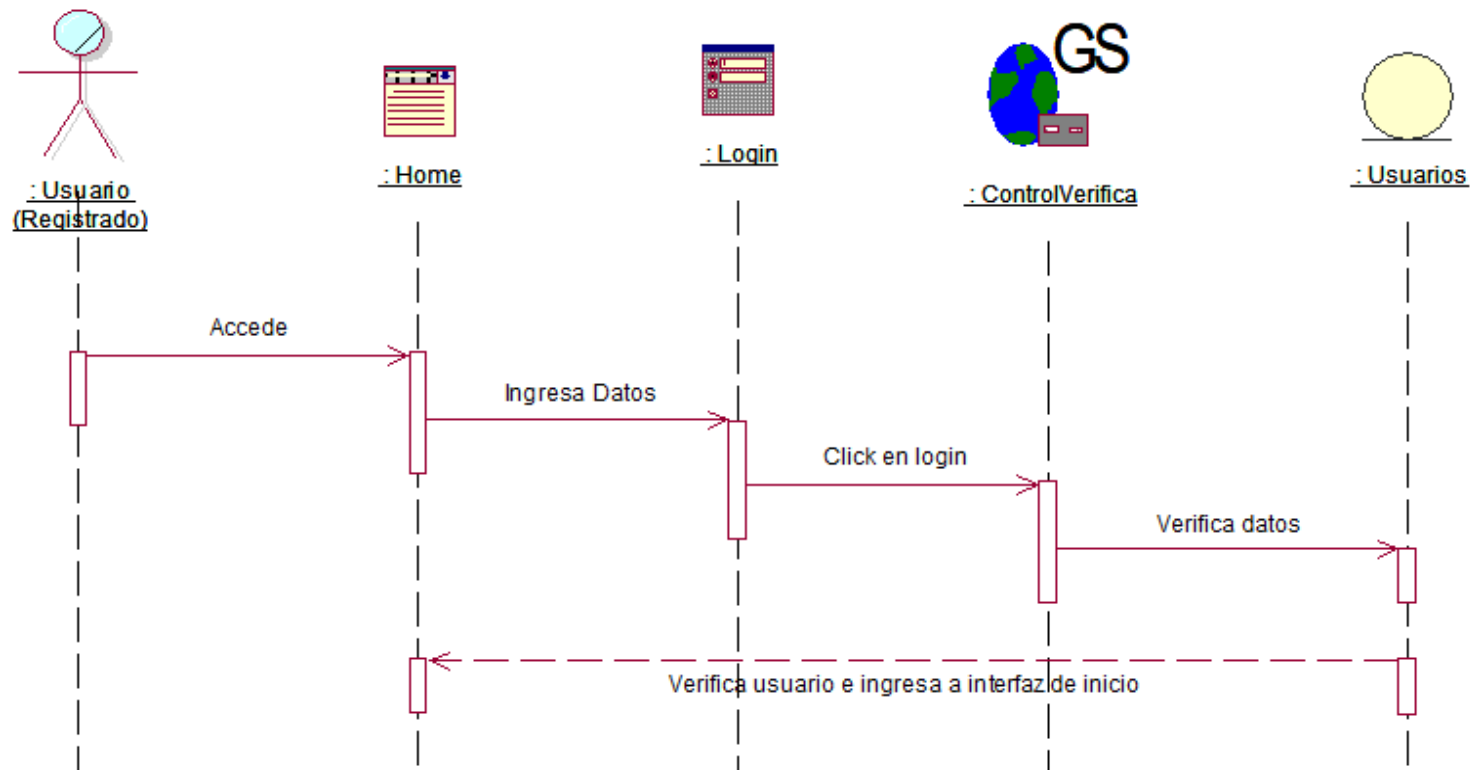 GS
: Usuario
(Registrado)
: Home
: Login
: ControlVerifica
: Usuarios
Accede
Ingresa Datos
Click en login
Verifica datos
Verifica usuario e ingresa a interfaz de inicio